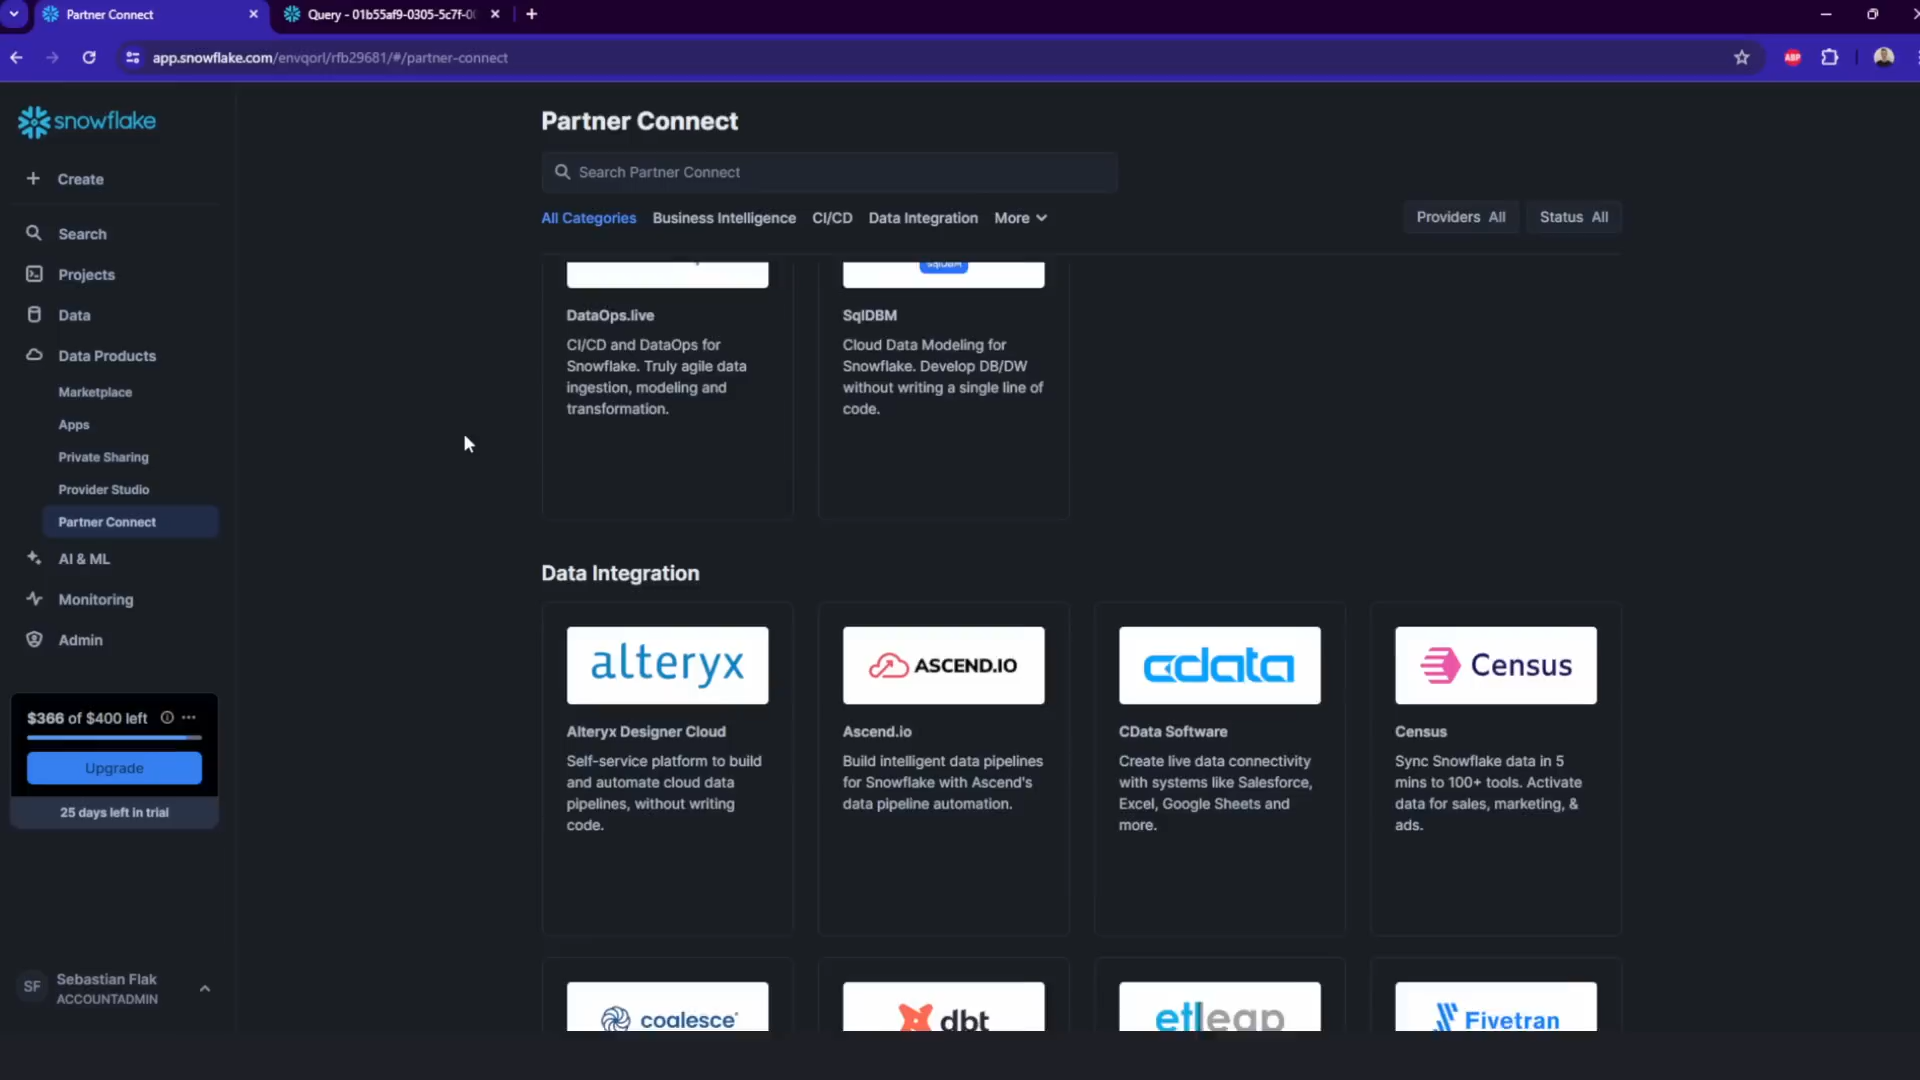 Partner Connect
Query - 01b55af9-0305-5c7f-0
app.snowflake.com/envqorl/rfb29681/#/partner-connect
ABP
snowflake
Create
Search
Projects
Data
Data Products
Marketplace
Apps
Private Sharing
Provider Studio
Partner Connect
AI & ML
Monitoring
Admin
$366 of $400 left
Upgrade
25 days left in trial
SF
Sebastian Flak
ACCOUNTADMIN
Partner Connect
Search Partner Connect
All Categories Business Intelligence CI/CD Data Integration More
Providers All Status All
SqlDBM
DataOps.live
CI/CD and DataOps for
Snowflake. Truly agile data
ingestion, modeling and
transformation.
SqlDBM
Cloud Data Modeling for
Snowflake. Develop DB/DW
without writing a single line of
code.
Data Integration
alteryx
Alteryx Designer Cloud
Self-service platform to build
and automate cloud data
pipelines, without writing
code.
ASCEND.IO
Ascend.io
Build intelligent data pipelines
for Snowflake with Ascend's
data pipeline automation.
cdata
CData Software
Create live data connectivity
with systems like Salesforce,
Excel, Google Sheets and
more.
Census
Census
Sync Snowflake data in 5
mins to 100+ tools. Activate
data for sales, marketing, &
ads.
coalesce
dbt
etleap
Fivetran